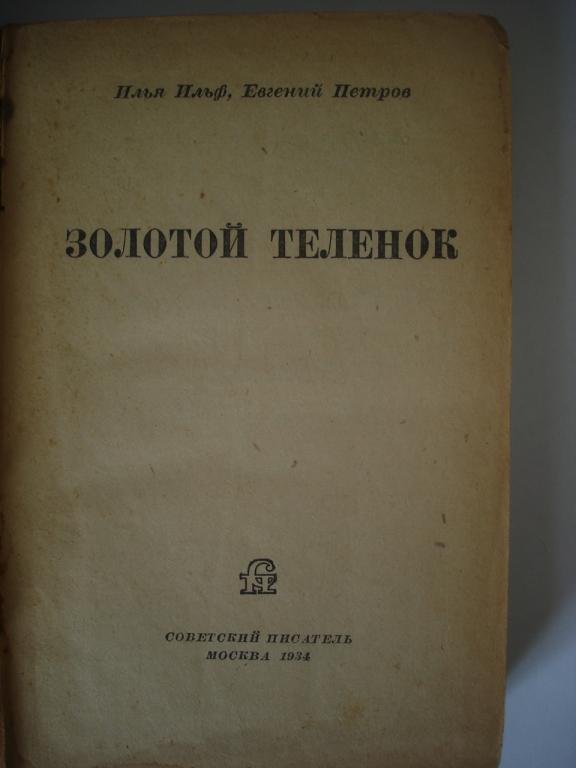 Илья Ильф, Евгений Петров
ЗОЛОТОЙ ТЕЛЕНОК
СОВЕТСКИЙ ПИСАТЕЛЬ
МОСКВА 1934